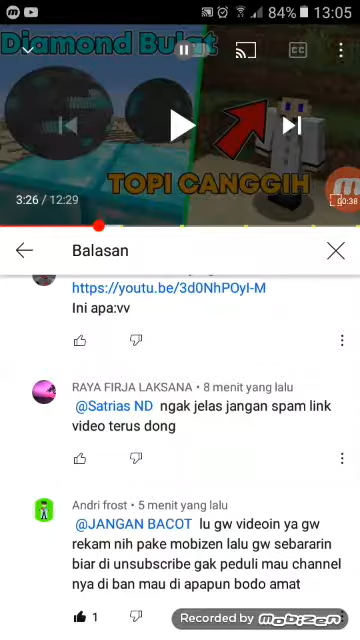 84% 13:05
Diamond Bulat
CC
TOPI CANGGIH
3:26 / 12:29
00:38
Balasan
https://youtu.be/3d0NhPOyI-M
Ini apa:vv
RAYA FIRJA LAKSANA • 8 menit yang lalu
@Satrias ND ngak jelas jangan spam link
video terus dong
Andri frost • 5 menit yang lalu
@JANGAN BACOT lu gw videoin ya gw
rekam nih pake mobizen lalu gw sebararin
biar di unsubscribe gak peduli mau channel
nya di ban mau di apapun bodo amat
1
Recorded by mobizen